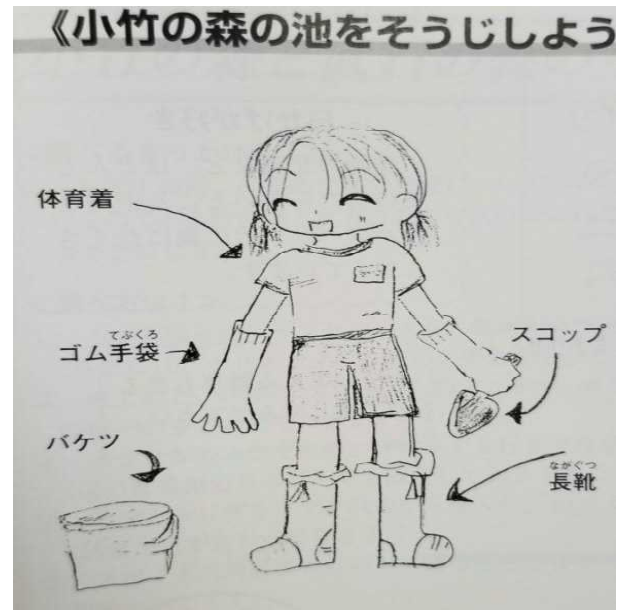 《小竹の森の池をそうじしよう
体育着
てぶくろ
ゴム手袋
スコップ
バケツ
ながぐつ
長靴